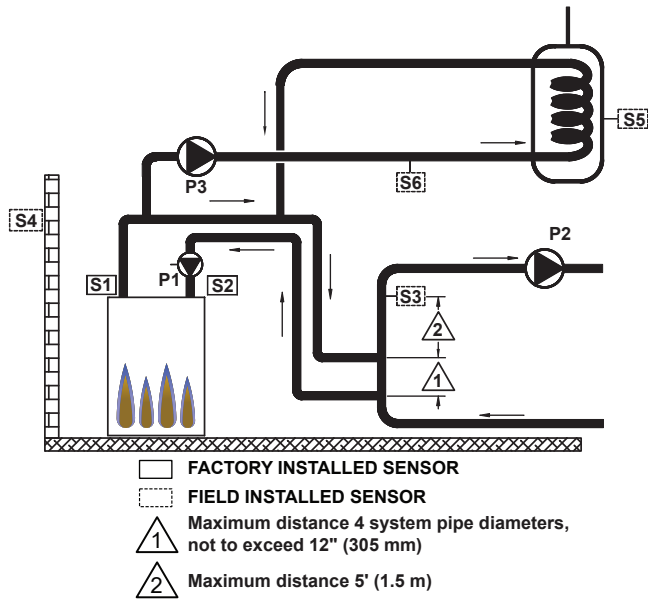 S5
P3
S6
S4
P2
S1
P1
S2
S3
2
1
FACTORY INSTALLED SENSOR
FIELD INSTALLED SENSOR
1
Maximum distance 4 system pipe diameters,
not to exceed 12" (305 mm)
2
Maximum distance 5' (1.5 m)